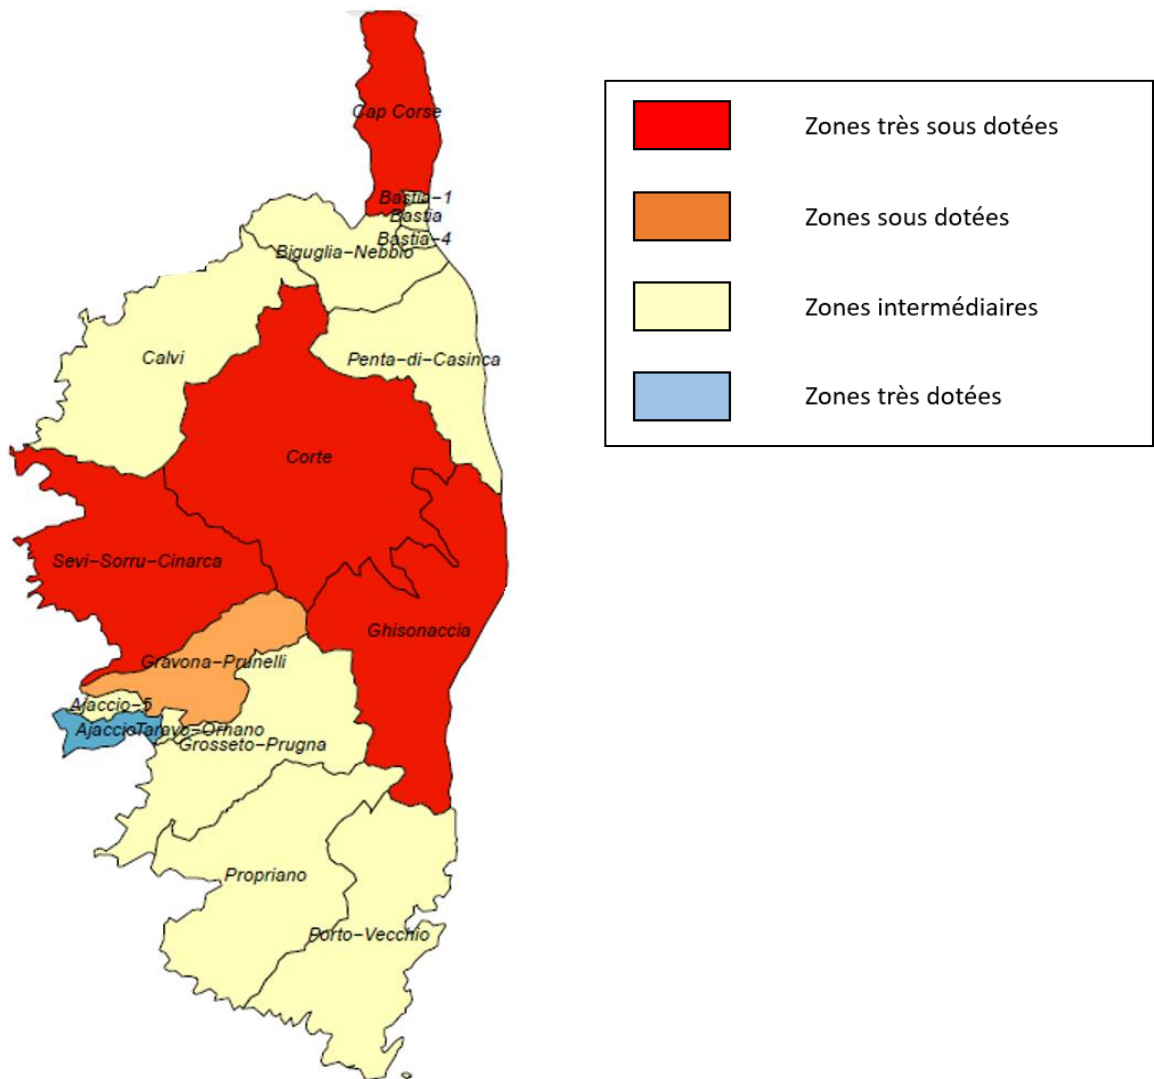 Cap Corse
Zones très sous dotées
Bastia-1
Bastia
Zones sous dotées
Bastia-4
Biguglia-Nebbio
Zones intermédiaires
Calvi
Penta-di-Casinca
Zones très dotées
Corte
Sevi-Sorru-Cinarca
Ghisonaccia
Gravona-Prunelli
Ajaccio-5
Ajaccio
Taravo-Ornano
Grosseto-Prugna
Propriano
Porto-Vecchio